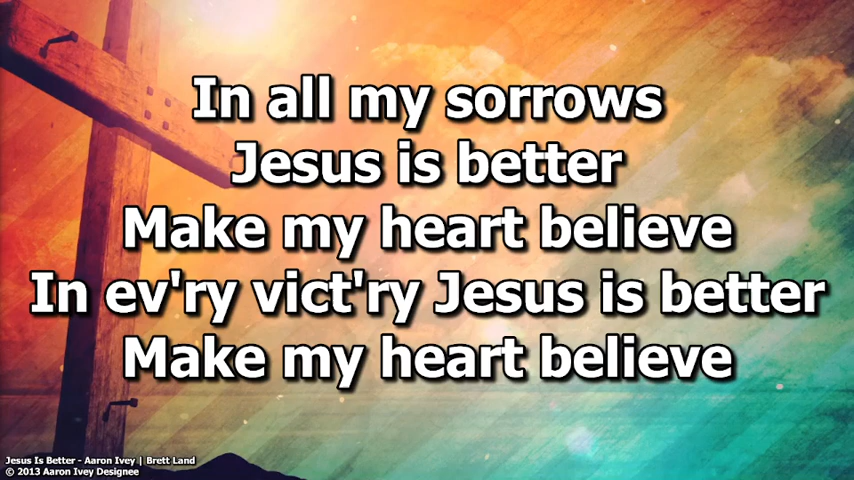 In all my sorrows
Jesus is better
Make my heart believe
In ev'ry vict'ry Jesus is better
Make my heart believe
Jesus Is Better - Aaron Ivey | Brett Land
© 2013 Aaron Ivey Designee